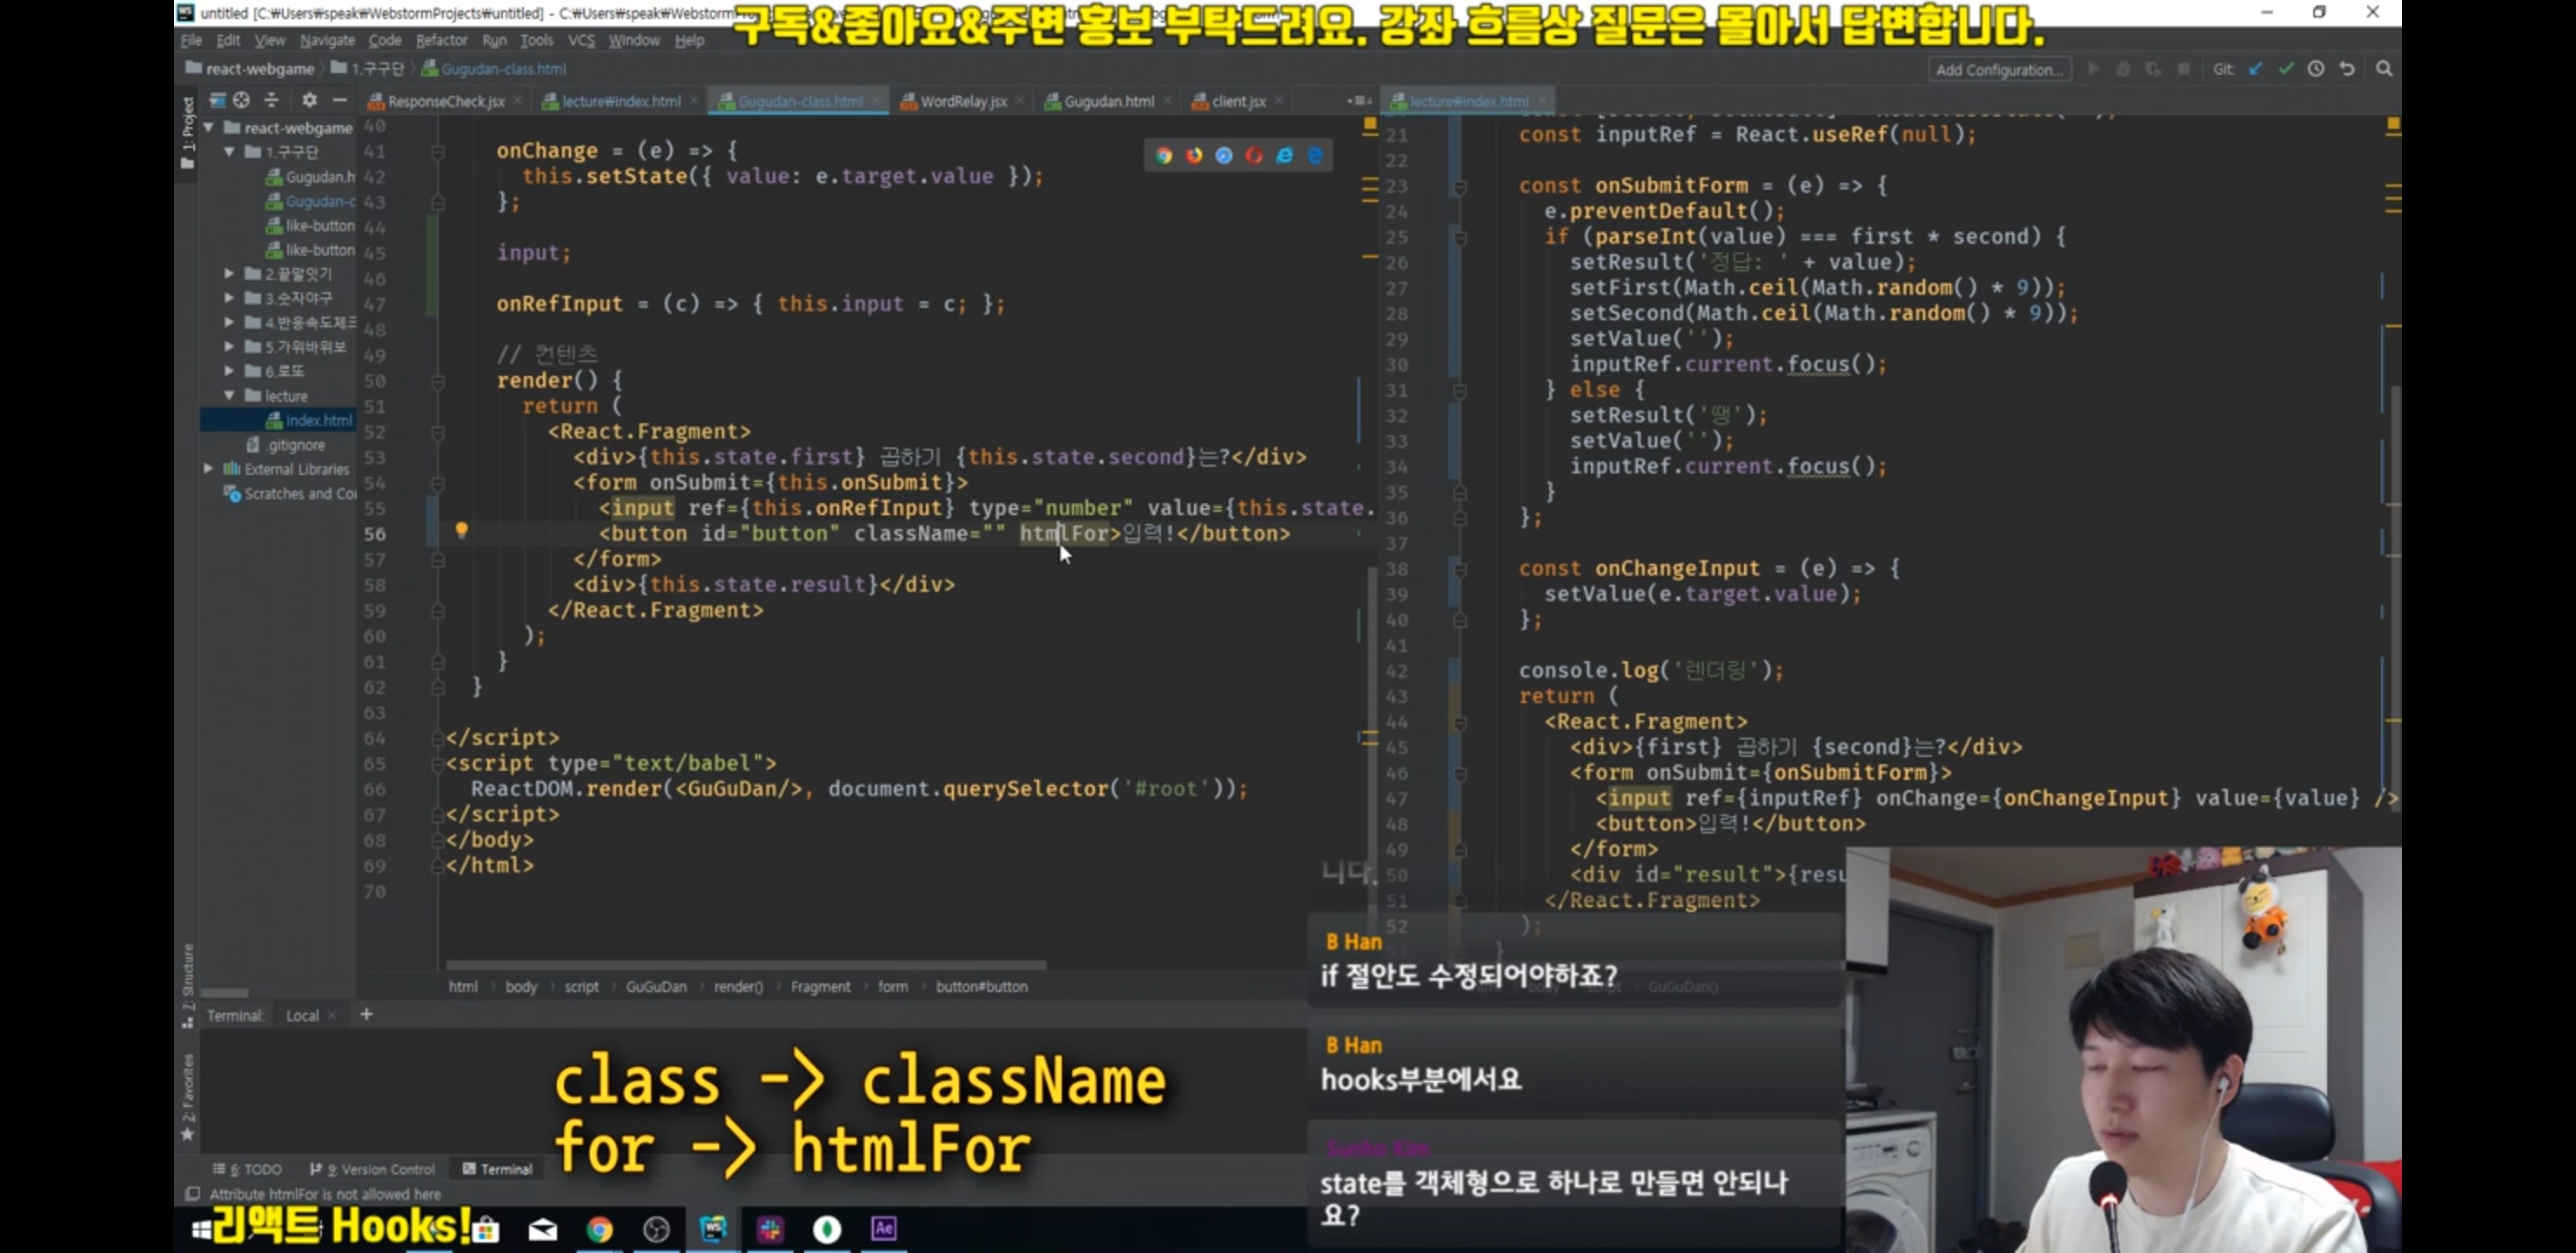 untitled [C:₩Users₩speak₩WebstormProjects₩untitled] - C:₩Users₩speak₩WebstormPro
구독&좋아요&주변 홍보 부탁드려요. 강좌 흐름상 질문은 몰아서 답변합니다.
File Edit View Navigate Code Refactor Run Tools VCS Window Help
react-webgame 1.구구단 Gugudan-class.html
Add Configuration... Git:
ResponseCheck.jsx lecture₩index.html Gugudan-class.html WordRelay.jsx Gugudan.html client.jsx
lecture₩index.html
1: Project
react-webgame
1.구구단
Gugudan.h
Gugudan-c
like-button
like-button
2.끝말잇기
3.숫자야구
4.반응속도체크
5.가위바위보
6.로또
lecture
index.html
.gitignore
External Libraries
Scratches and Co
40
41 onChange = (e) => {
42 this.setState({ value: e.target.value });
43 };
44
45 input;
46
47 onRefInput = (c) => { this.input = c; };
48
49 // 컨텐츠
50 render() {
51 return (
52 <React.Fragment>
53 <div>{this.state.first} 곱하기 {this.state.second}는?</div>
54 <form onSubmit={this.onSubmit}>
55 <input ref={this.onRefInput} type="number" value={this.state.
56 <button id="button" className="" htmlFor>입력!</button>
57 </form>
58 <div>{this.state.result}</div>
59 </React.Fragment>
60 );
61 }
62 }
63
64 </script>
65 <script type="text/babel">
66 ReactDOM.render(<GuGuDan/>, document.querySelector('#root'));
67 </script>
68 </body>
69 </html>
70
html body script GuGuDan render() Fragment form button#button
21 const inputRef = React.useRef(null);
22
23 const onSubmitForm = (e) => {
24 e.preventDefault();
25 if (parseInt(value) === first * second) {
26 setResult('정답: ' + value);
27 setFirst(Math.ceil(Math.random() * 9));
28 setSecond(Math.ceil(Math.random() * 9));
29 setValue('');
30 inputRef.current.focus();
31 } else {
32 setResult('땡');
33 setValue('');
34 inputRef.current.focus();
35 }
36 };
37
38 const onChangeInput = (e) => {
39 setValue(e.target.value);
40 };
41
42 console.log('렌더링');
43 return (
44 <React.Fragment>
45 <div>{first} 곱하기 {second}는?</div>
46 <form onSubmit={onSubmitForm}>
47 <input ref={inputRef} onChange={onChangeInput} value={value} />
48 <button>입력!</button>
49 </form>
50 <div id="result">{resu
51 </React.Fragment>
52 );
53 }
body script GuGuDan()
니다.
B Han
if 절안도 수정되어야하죠?
B Han
hooks부분에서요
Sunho Kim
state를 객체형으로 하나로 만들면 안되나
요?
7: Structure
2: Favorites
Terminal: Local +
class -> className
for -> htmlFor
6: TODO 9: Version Control Terminal
Attribute htmlFor is not allowed here
리액트 Hooks!
WS
Ae